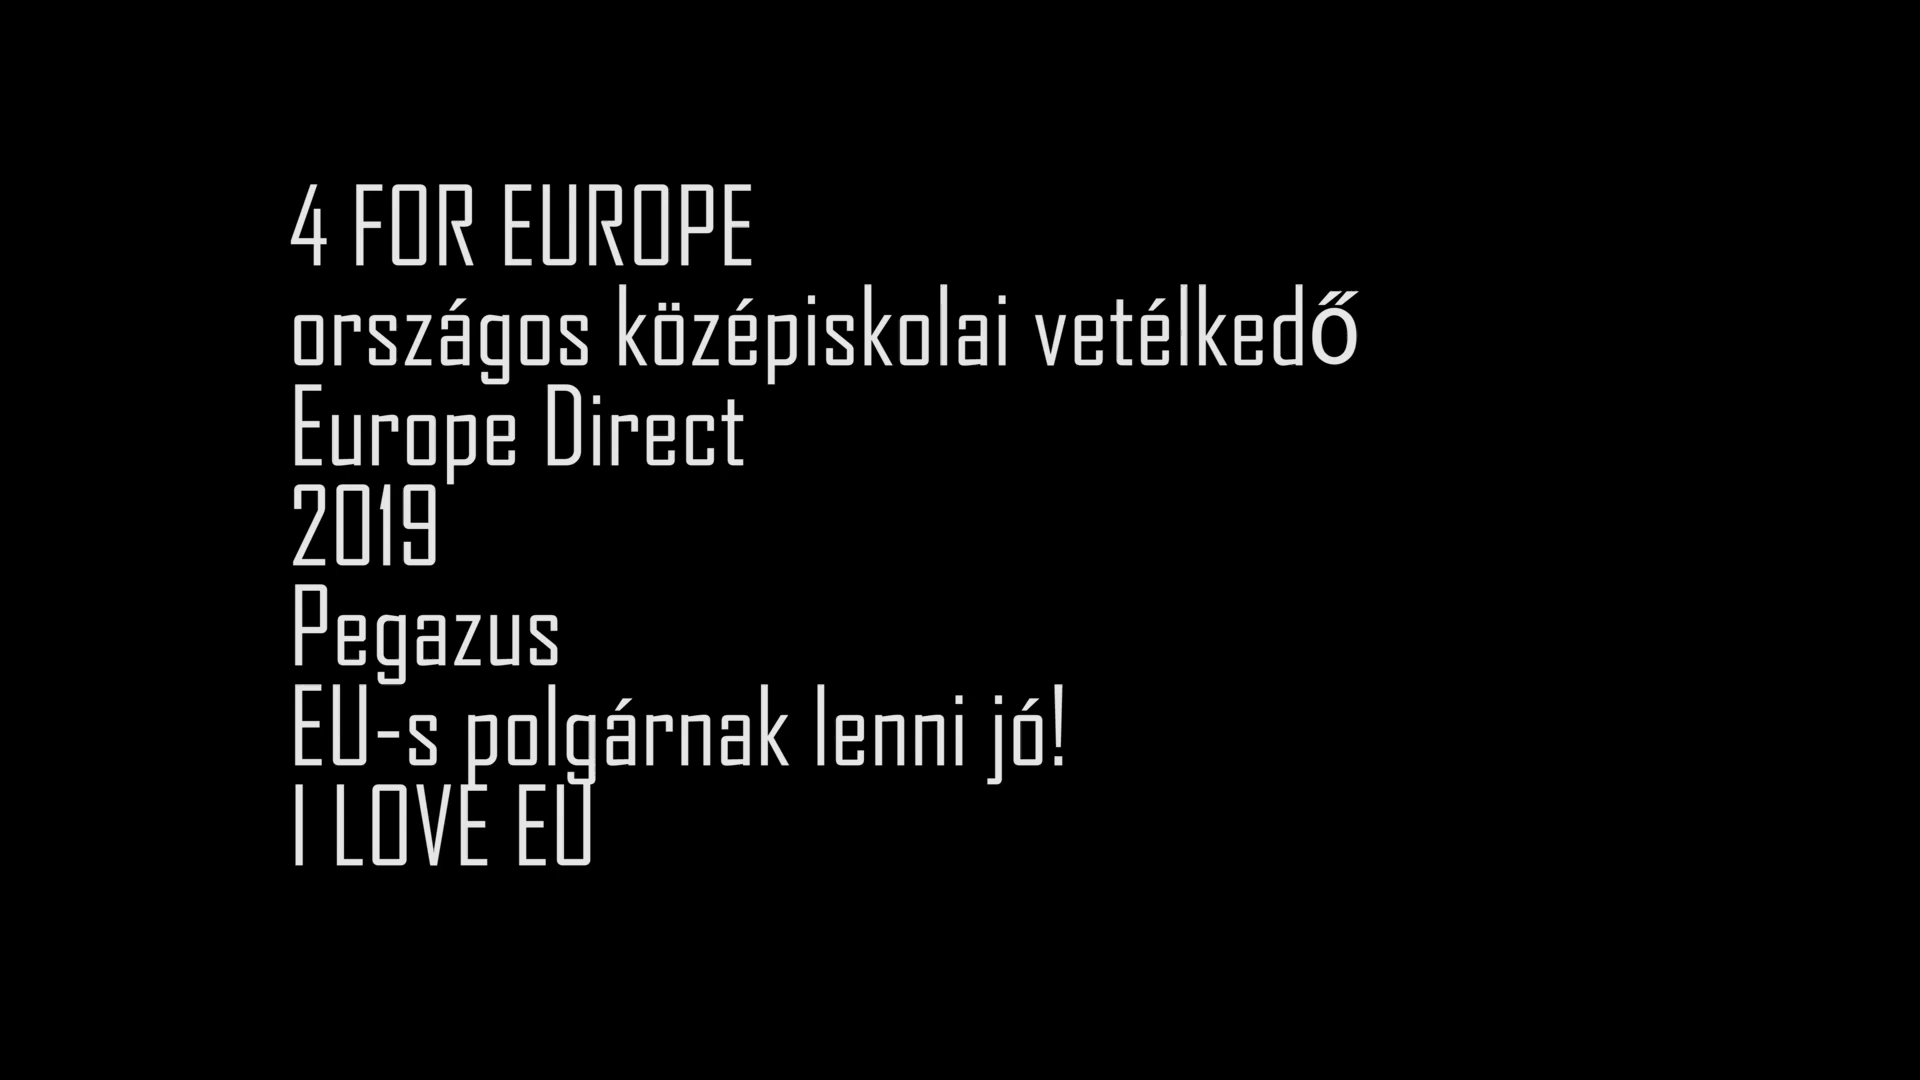 4 FOR EUROPE
országos középiskolai vetélkedő
Europe Direct
2019
Pegazus
EU-s polgárnak lenni jó!
I LOVE EU